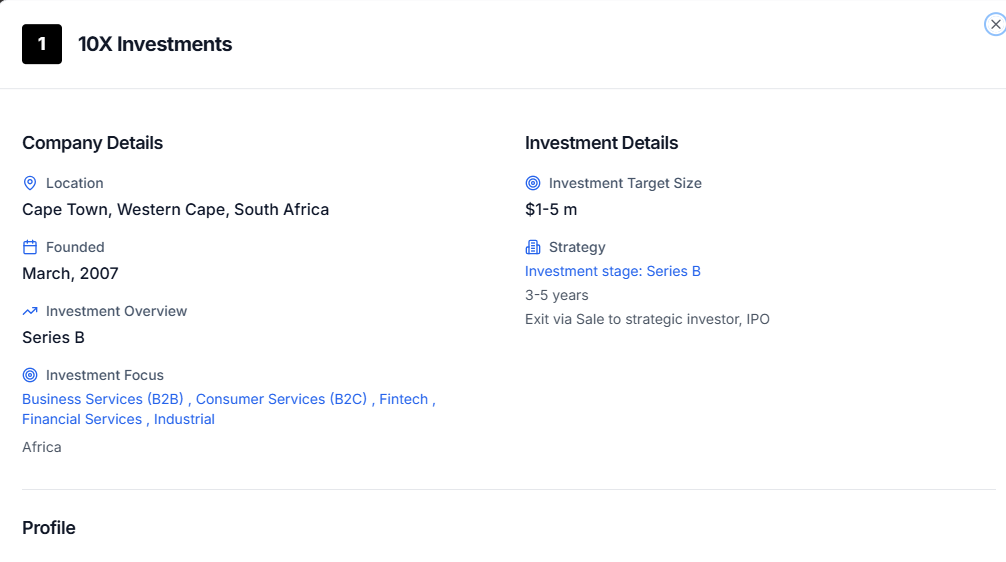 1
10X Investments
Company Details
Location
Cape Town, Western Cape, South Africa
Founded
March, 2007
Investment Overview
Series B
Investment Focus
Business Services (B2B) , Consumer Services (B2C) , Fintech ,
Financial Services , Industrial
Africa
Investment Details
Investment Target Size
$1-5 m
Strategy
Investment stage: Series B
3-5 years
Exit via Sale to strategic investor, IPO
Profile